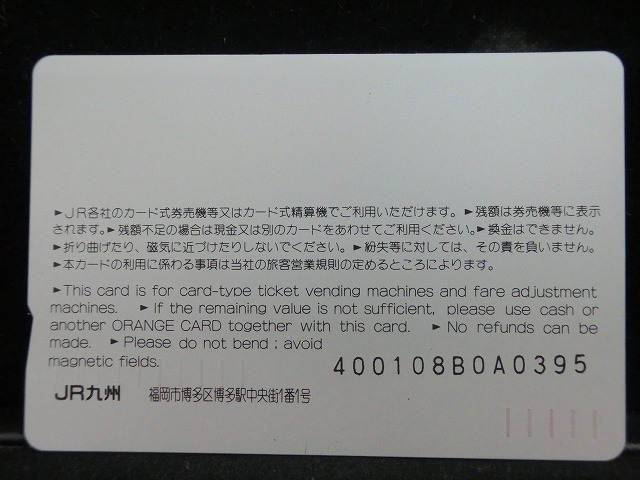 ►JR各社のカード式券売機等又はカード式精算機でご利用いただけます。►残額は券売機等に表示
されます。►残額不足の場合は現金又は別のカードをあわせてご利用ください。►換金はできません。
►折り曲げたり、磁気に近づけたりしないでください。►紛失等に対しては、その責を負いません。
►本カードの利用に係わる事項は当社の旅客営業規則の定めるところによります。
►This card is for card-type ticket vending machines and fare adjustment
machines. ►If the remaining value is not sufficient, please use cash or
another ORANGE CARD together with this card. ►No refunds can be
made. ►Please do not bend ; avoid
magnetic fields.
400108B0A0395
JR九州 福岡市博多区博多駅中央街1番1号